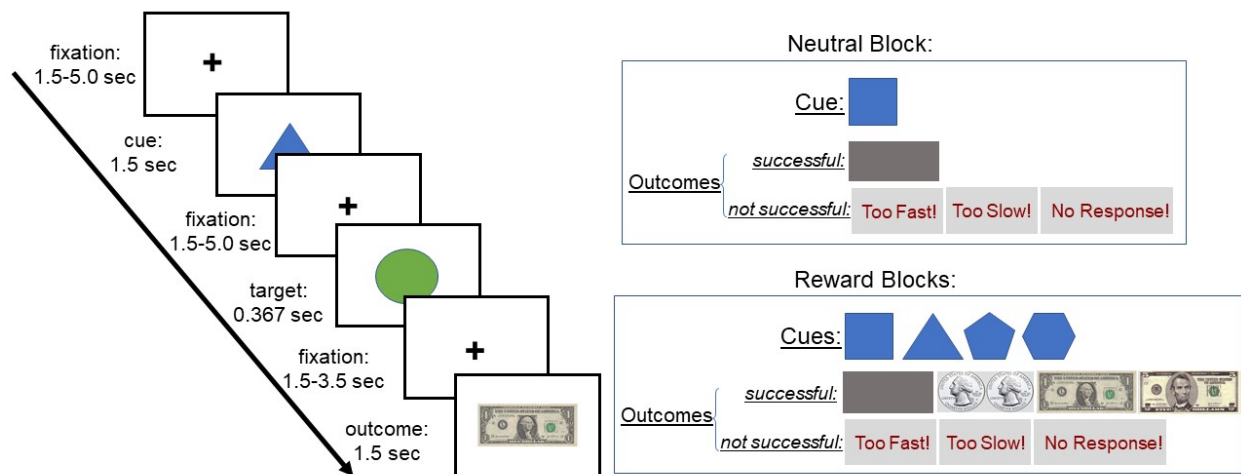 fixation:
1.5-5.0 sec
cue:
1.5 sec
fixation:
1.5-5.0 sec
target:
0.367 sec
fixation:
1.5-3.5 sec
outcome:
1.5 sec
Neutral Block:
Cue:
Outcomes
successful:
not successful:
Too Fast!
Too Slow!
No Response!
Reward Blocks:
Cues:
Outcomes
successful:
not successful:
Too Fast!
Too Slow!
No Response!